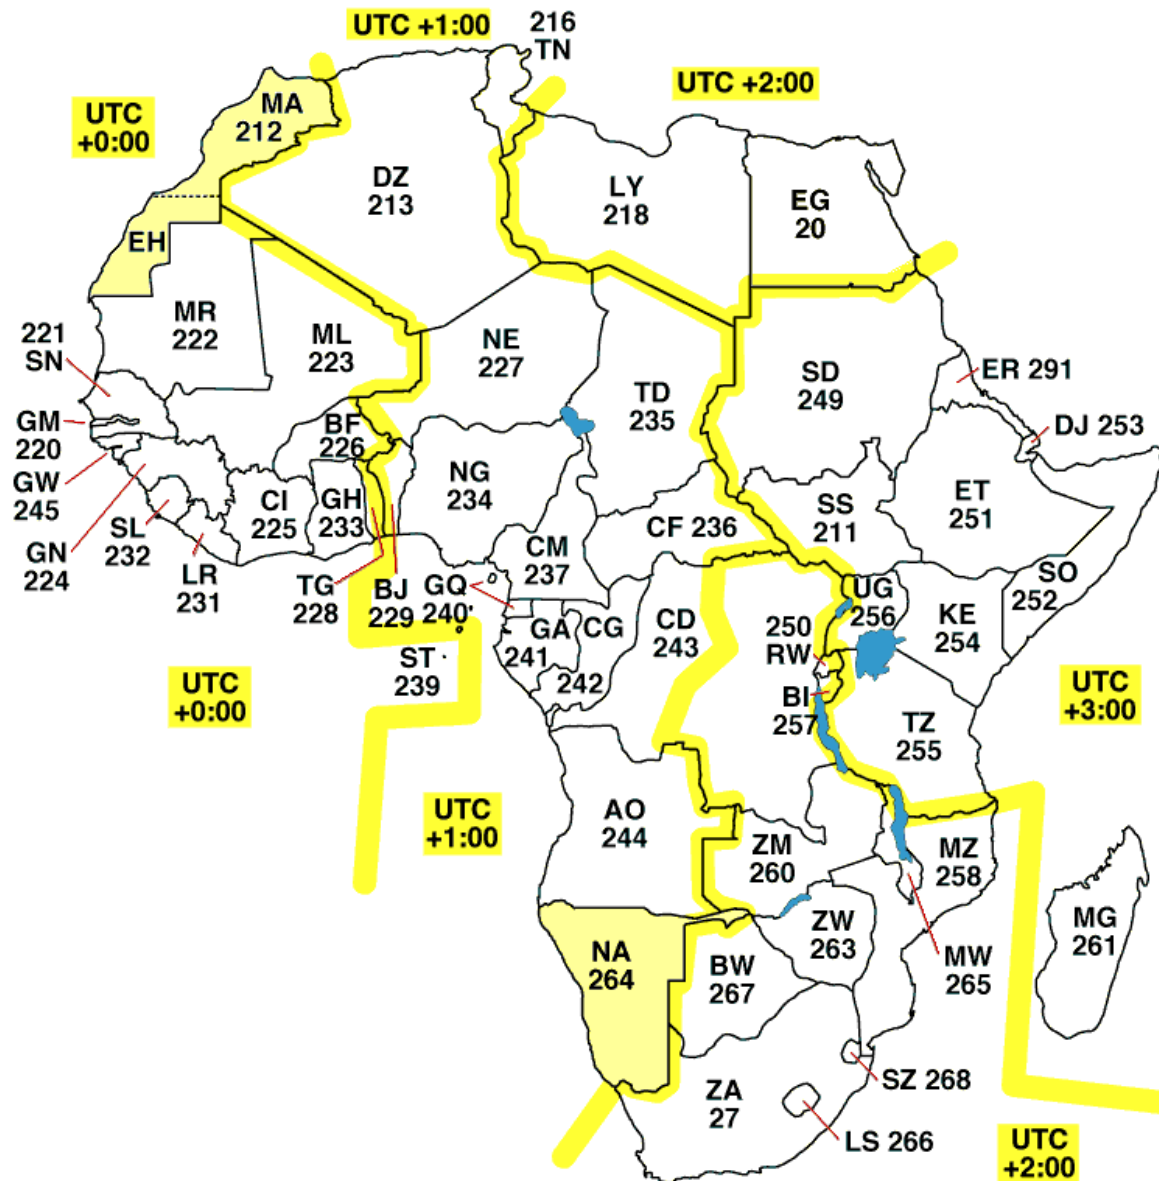 UTC +1:00
216
TN
UTC +2:00
UTC
+0:00
MA
212
DZ
213
LY
218
EG
20
EH
MR
222
ML
223
NE
227
TD
235
SD
249
ER 291
221
SN
GM
220
GW
245
GN
224
SL
232
LR
231
BF
226
CI
225
GH
233
TG
228
BJ
229
NG
234
DJ 253
ET
251
SS
211
CF 236
CM
237
GQ
240
GA
241
CG
242
CD
243
ST
239
UG
256
KE
254
SO
252
250
RW
BI
257
TZ
255
UTC
+0:00
UTC
+3:00
UTC
+1:00
AO
244
ZM
260
MZ
258
MG
261
NA
264
BW
267
ZW
263
MW
265
SZ 268
ZA
27
LS 266
UTC
+2:00